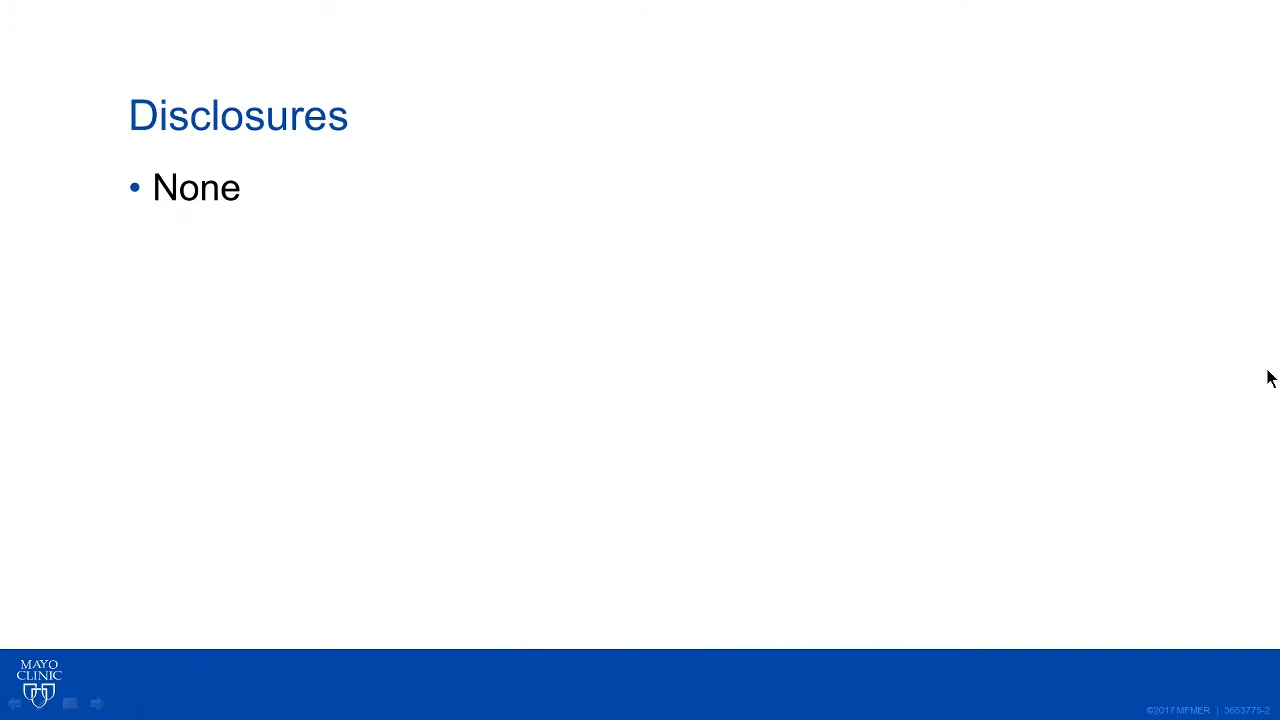 Disclosures
• None
MAYO
CLINIC
©2017 MFMER | 3653775-2